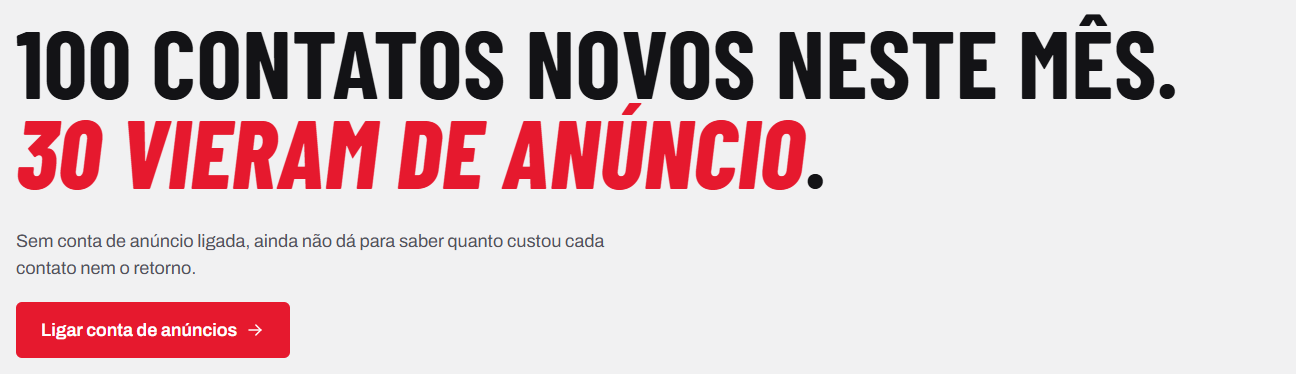 100 CONTATOS NOVOS NESTE MÊS.
30 VIERAM DE ANÚNCIO.
Sem conta de anúncio ligada, ainda não dá para saber quanto custou cada
contato nem o retorno.
Ligar conta de anúncios →